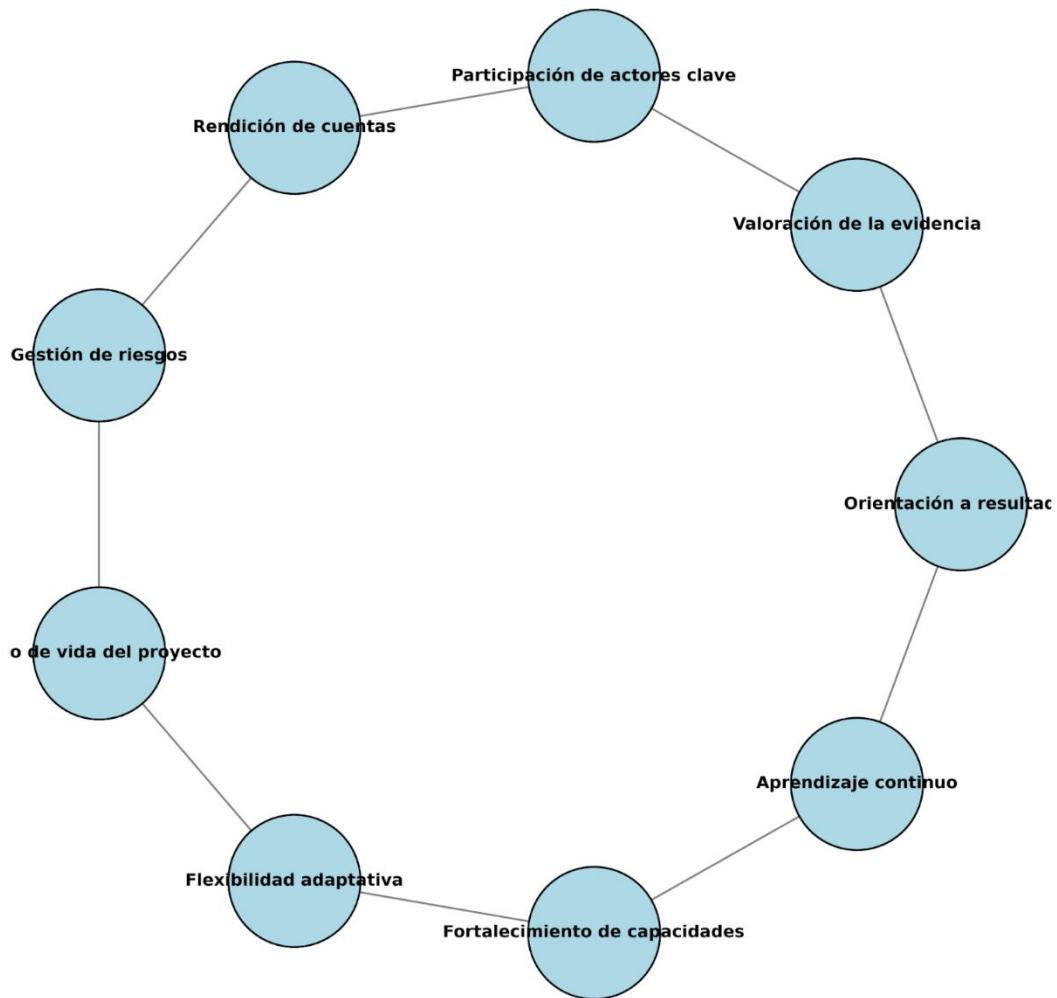 Participación de actores clave
Rendición de cuentas
Valoración de la evidencia
Gestión de riesgos
Orientación a resultad
o de vida del proyecto
Aprendizaje continuo
Flexibilidad adaptativa
Fortalecimiento de capacidades